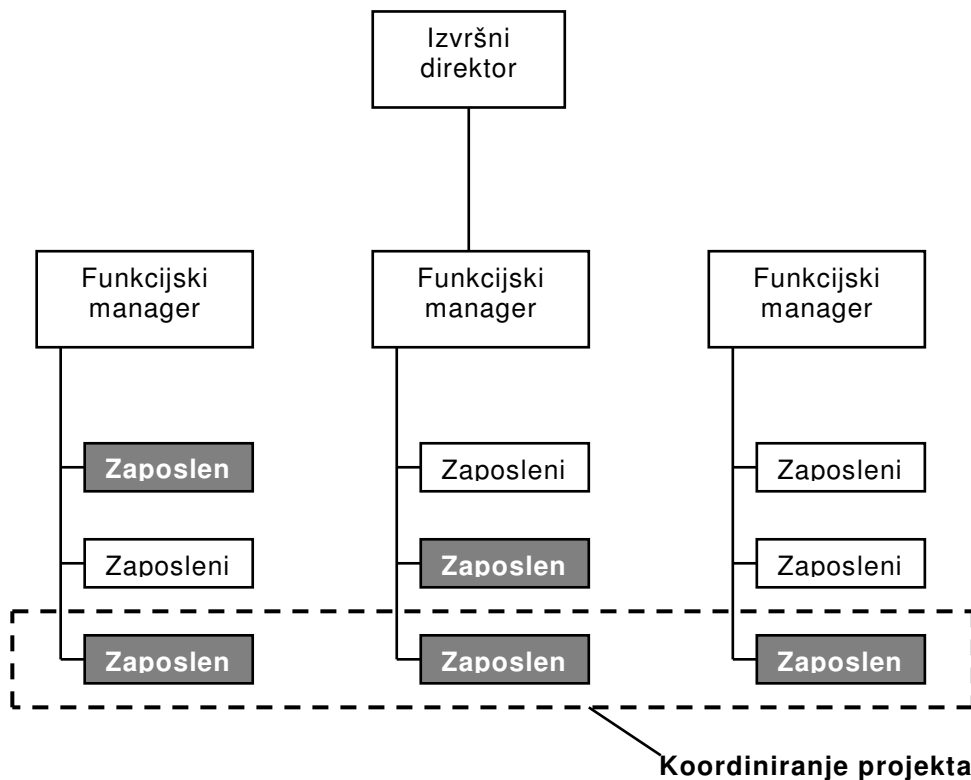 Izvršni
direktor
Funkcijski
manager
Funkcijski
manager
Funkcijski
manager
Zaposlen
Zaposleni
Zaposleni
Zaposleni
Zaposlen
Zaposleni
Zaposlen
Zaposlen
Zaposlen
Koordiniranje projekta